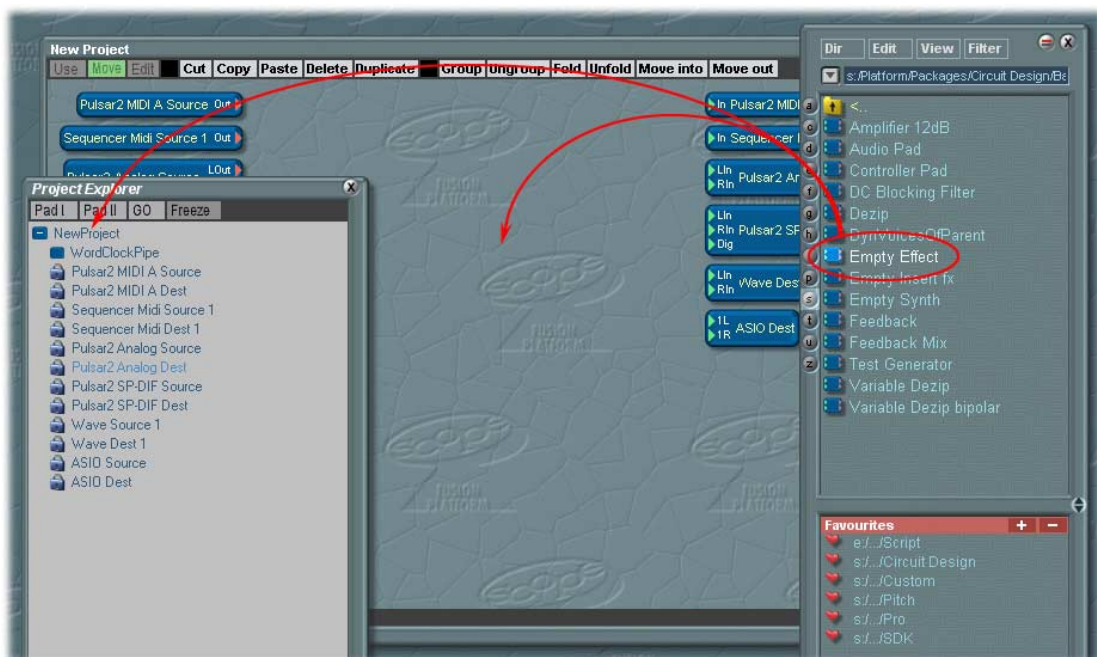 New Project
Use Move Edit Cut Copy Paste Delete Duplicate Group Ungroup Fold Unfold Move into Move out
Pulsar2 MIDI A Source Out
Sequencer Midi Source 1 Out
Pulsar2 Analog Source LOut
In Pulsar2 MIDI
In Sequencer
LIn
RIn Pulsar2 An
LIn
RIn Pulsar2 SP
Dig
LIn
RIn Wave Des
1L
1R ASIO Dest
Project Explorer
Pad I Pad II GO Freeze
NewProject
WordClockPipe
Pulsar2 MIDI A Source
Pulsar2 MIDI A Dest
Sequencer Midi Source 1
Sequencer Midi Dest 1
Pulsar2 Analog Source
Pulsar2 Analog Dest
Pulsar2 SP-DIF Source
Pulsar2 SP-DIF Dest
Wave Source 1
Wave Dest 1
ASIO Source
ASIO Dest
Dir Edit View Filter
s:/Platform/Packages/Circuit Design/Ba
<..
Amplifier 12dB
Audio Pad
Controller Pad
DC Blocking Filter
Dezip
DynVoicesOfParent
Empty Effect
Empty Insert fx
Empty Synth
Feedback
Feedback Mix
Test Generator
Variable Dezip
Variable Dezip bipolar
a
c
d
f
g
h
p
s
t
u
z
Favourites + -
e:/.../Script
s:/.../Circuit Design
s:/.../Custom
s:/.../Pitch
s:/.../Pro
s:/.../SDK
SCOPE
FUSION
PLATFORM